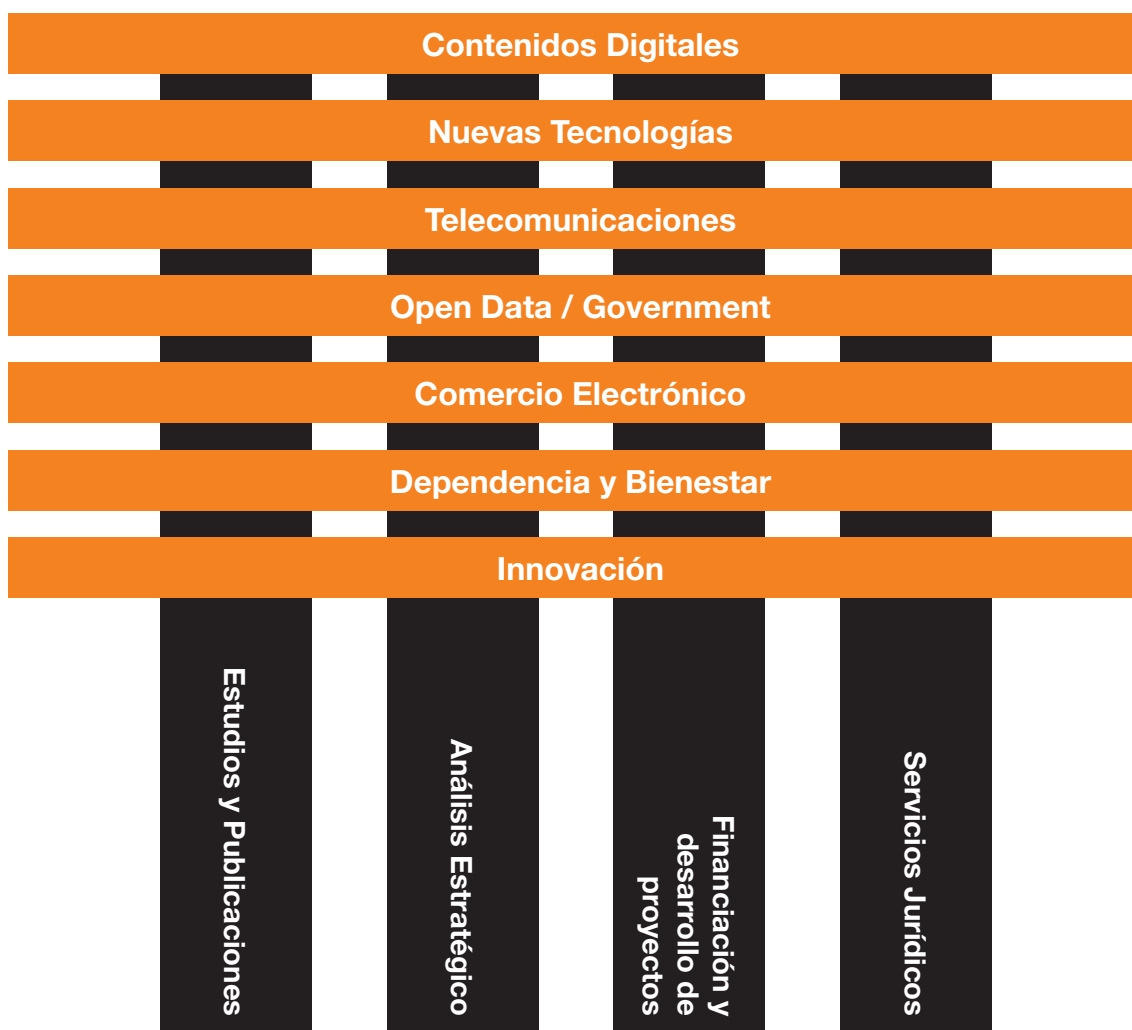 Contenidos Digitales
Nuevas Tecnologías
Telecomunicaciones
Open Data / Government
Comercio Electrónico
Dependencia y Bienestar
Innovación
Estudios y Publicaciones
Análisis Estratégico
Financiación y
desarrollo de
proyectos
Servicios Jurídicos